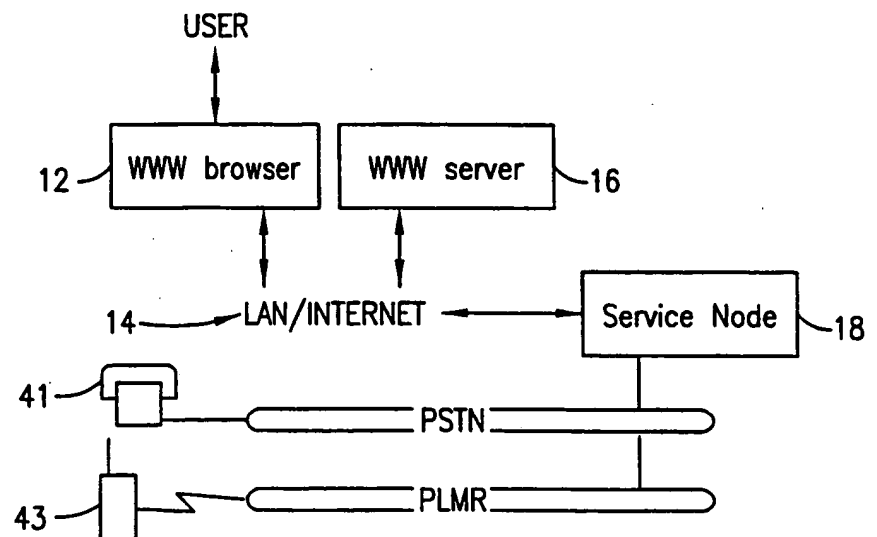 USER
12 WWW browser WWW server 16
14 LAN/INTERNET Service Node 18
41 PSTN
43 PLMR